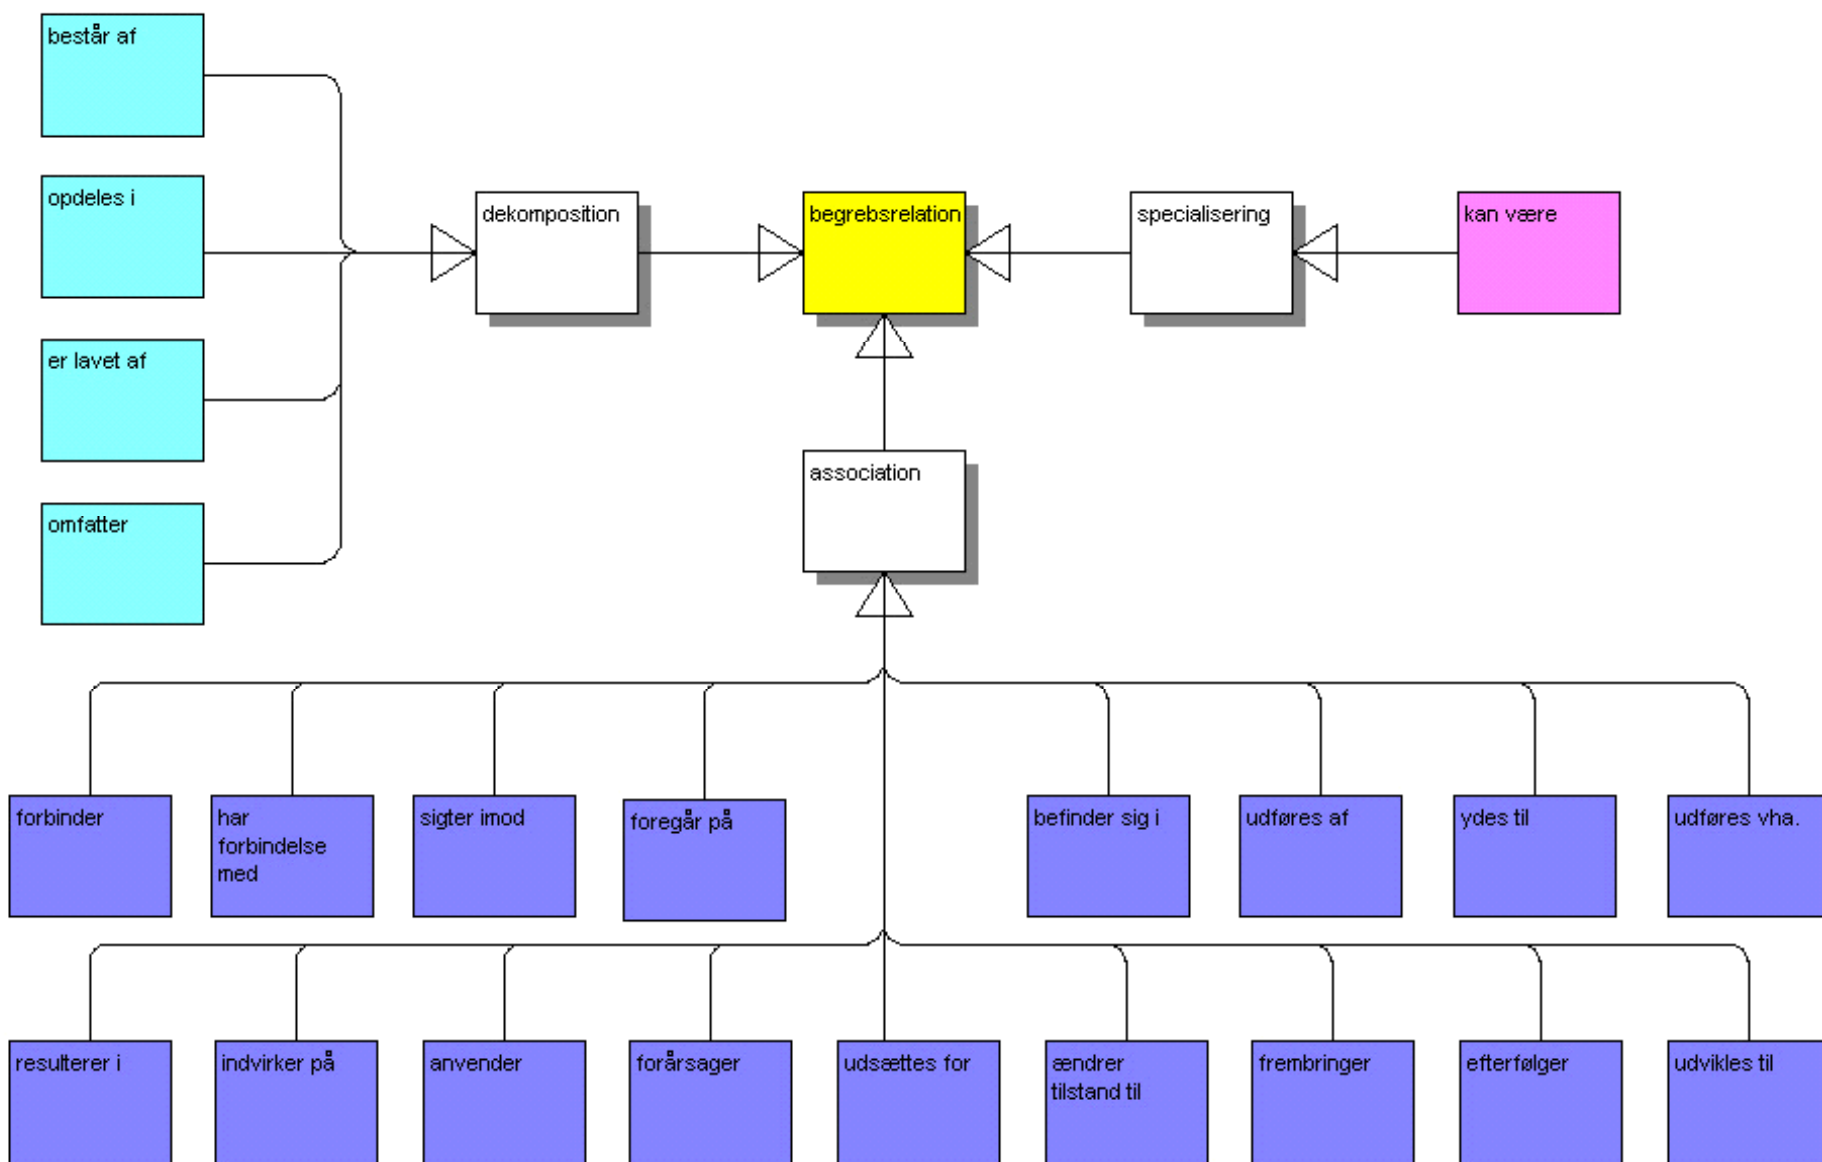 består af
opdeles i
er lavet af
omfatter
dekomposition
begrebsrelation
specialisering
kan være
association
forbinder
har
forbindelse
med
sigter imod
foregår på
befinder sig i
udføres af
ydes til
udføres vha.
resulterer i
indvirker på
anvender
forårsager
udsættes for
ændrer
tilstand til
frembringer
efterfølger
udvikles til